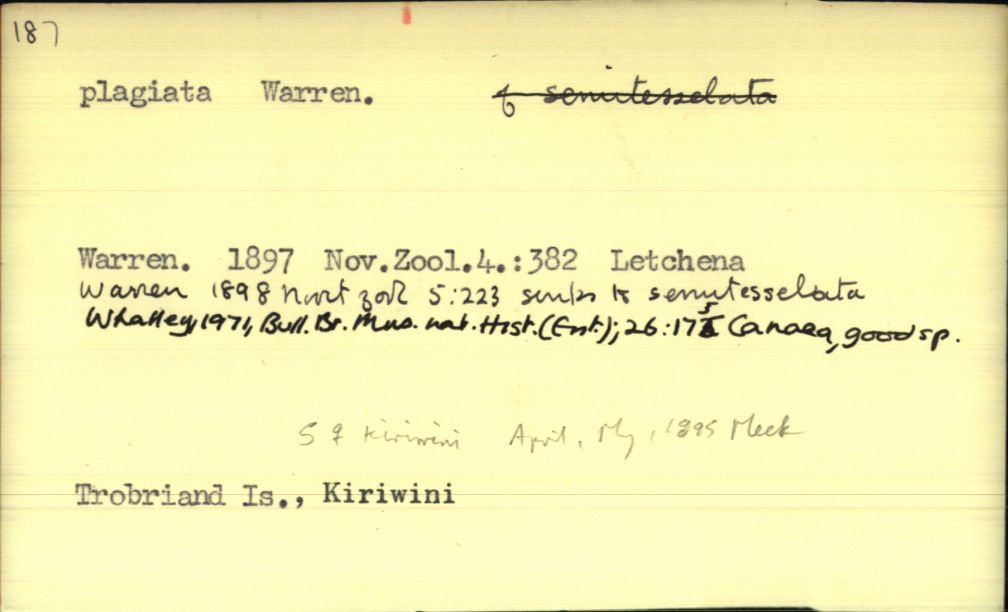 187
plagiata Warren. semitesselata
Warren. 1897 Nov.Zool.4.:382 Letchena
Warren 1898 Novit zool 5:223 sinks to semitesselata
Whalley, 1971, Bull. Br. Mus. nat. Hist. (Ent.); 26:175 Canaea, good sp.
5 ♀ Kiriwini April, My, 1895 Meek
Trobriand Is., Kiriwini